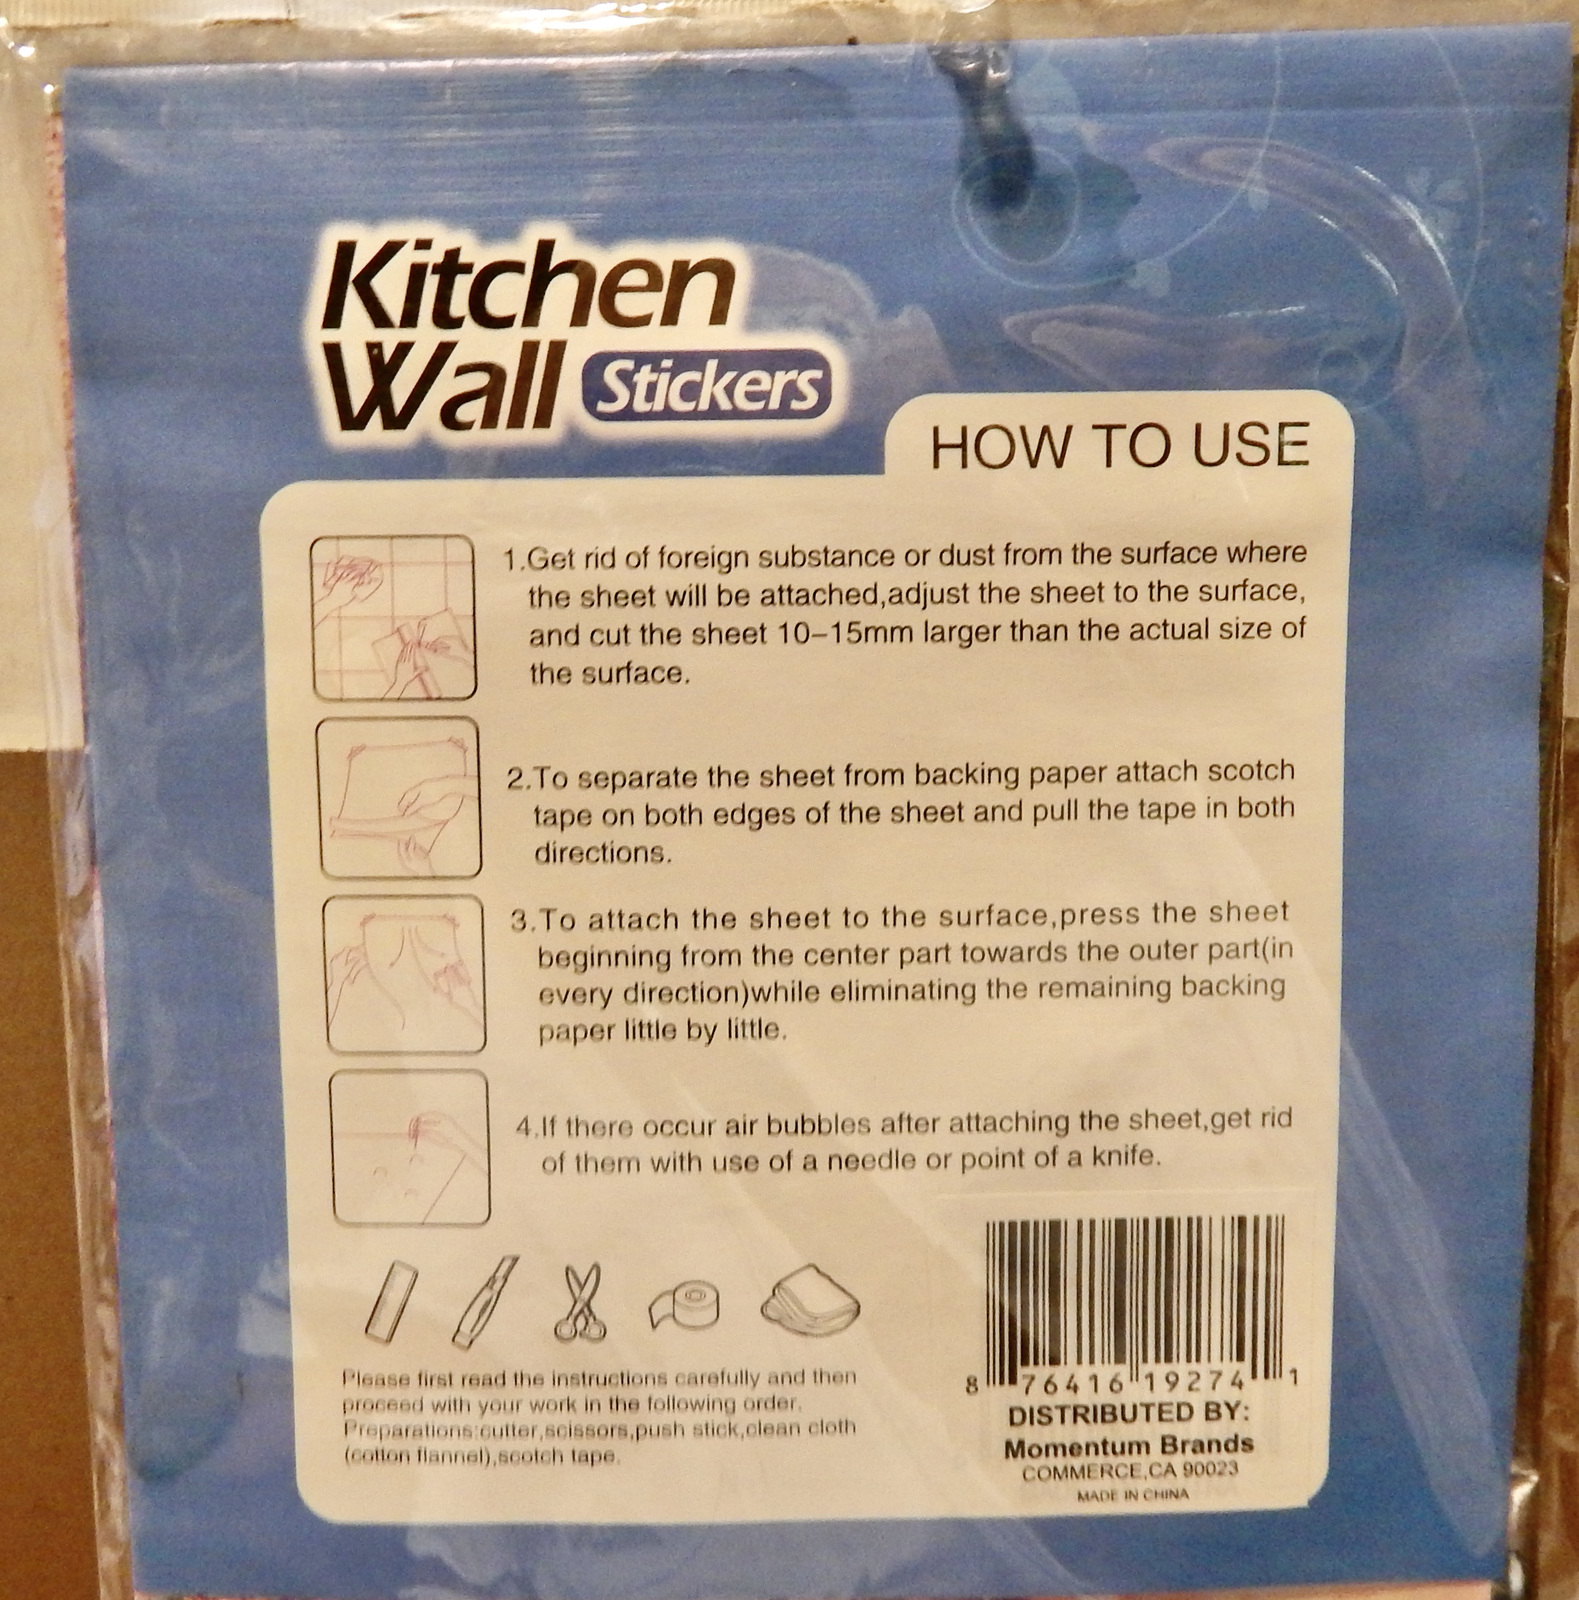 Kitchen
Wall Stickers
HOW TO USE
1.Get rid of foreign substance or dust from the surface where
the sheet will be attached,adjust the sheet to the surface,
and cut the sheet 10–15mm larger than the actual size of
the surface.
2.To separate the sheet from backing paper attach scotch
tape on both edges of the sheet and pull the tape in both
directions.
3.To attach the sheet to the surface,press the sheet
beginning from the center part towards the outer part(in
every direction)while eliminating the remaining backing
paper little by little.
4.If there occur air bubbles after attaching the sheet,get rid
of them with use of a needle or point of a knife.
Please first read the instructions carefully and then
proceed with your work in the following order.
Preparations:cutter,scissors,push stick,clean cloth
(cotton flannel),scotch tape.
8 76416 19274 1
DISTRIBUTED BY:
Momentum Brands
COMMERCE,CA 90023
MADE IN CHINA